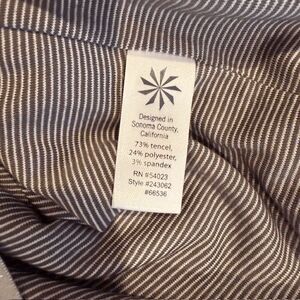 Designed in
Sonoma County,
California
73% tencel,
24% polyester,
3% spandex
RN #54023
Style #243062
#66536